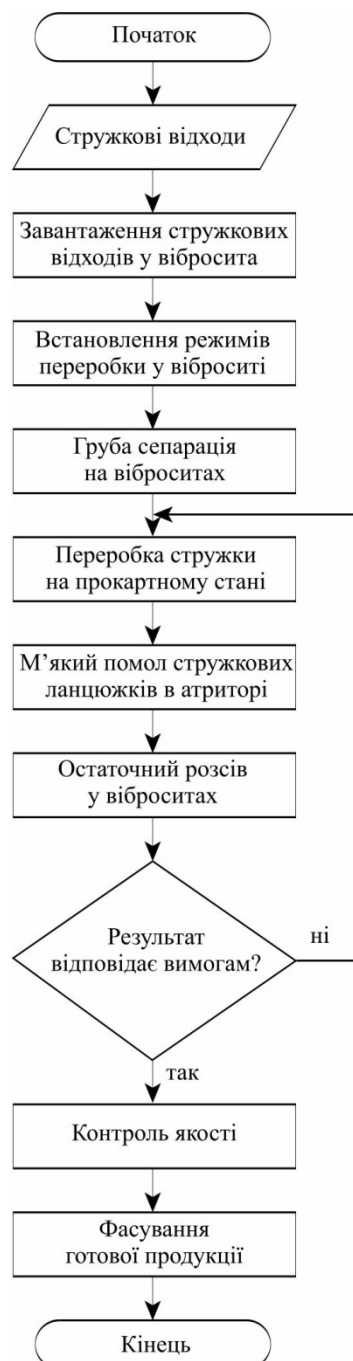 Початок
Стружкові відходи
Завантаження стружкових
відходів у вібросита
Встановлення режимів
переробки у віброситі
Груба сепарація
на віброситах
Переробка стружки
на прокартному стані
М’який помол стружкових
ланцюжків в атриторі
Остаточний розсів
у віброситах
Результат
відповідає вимогам?
ні
так
Контроль якості
Фасування
готової продукції
Кінець